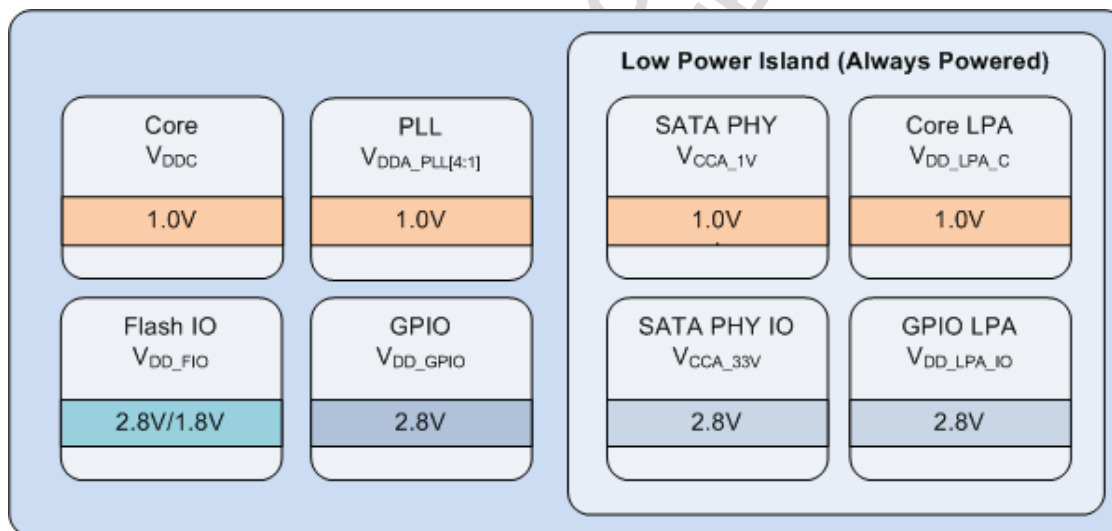 Low Power Island (Always Powered)
Core
VDDC
1.0V
PLL
VDDA_PLL[4:1]
1.0V
SATA PHY
VCCA_1V
1.0V
Core LPA
VDD_LPA_C
1.0V
Flash IO
VDD_FIO
2.8V/1.8V
GPIO
VDD_GPIO
2.8V
SATA PHY IO
VCCA_33V
2.8V
GPIO LPA
VDD_LPA_IO
2.8V